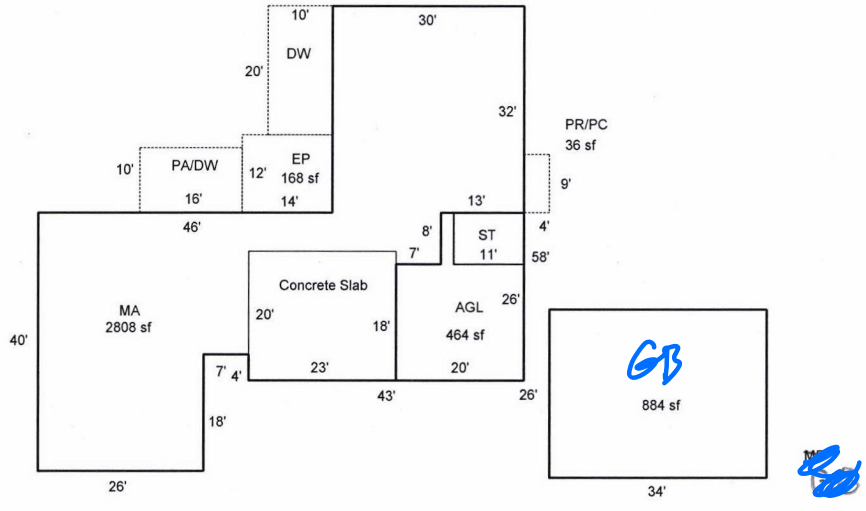 10'
30'
DW
20'
32'
PR/PC
36 sf
10'
PA/DW
12'
EP
168 sf
9'
16'
14'
13'
46'
8'
ST
4'
7'
11'
58'
Concrete Slab
26'
MA
2808 sf
20'
18'
AGL
464 sf
40'
7'
4'
23'
20'
43'
26'
GB
884 sf
18'
26'
34'